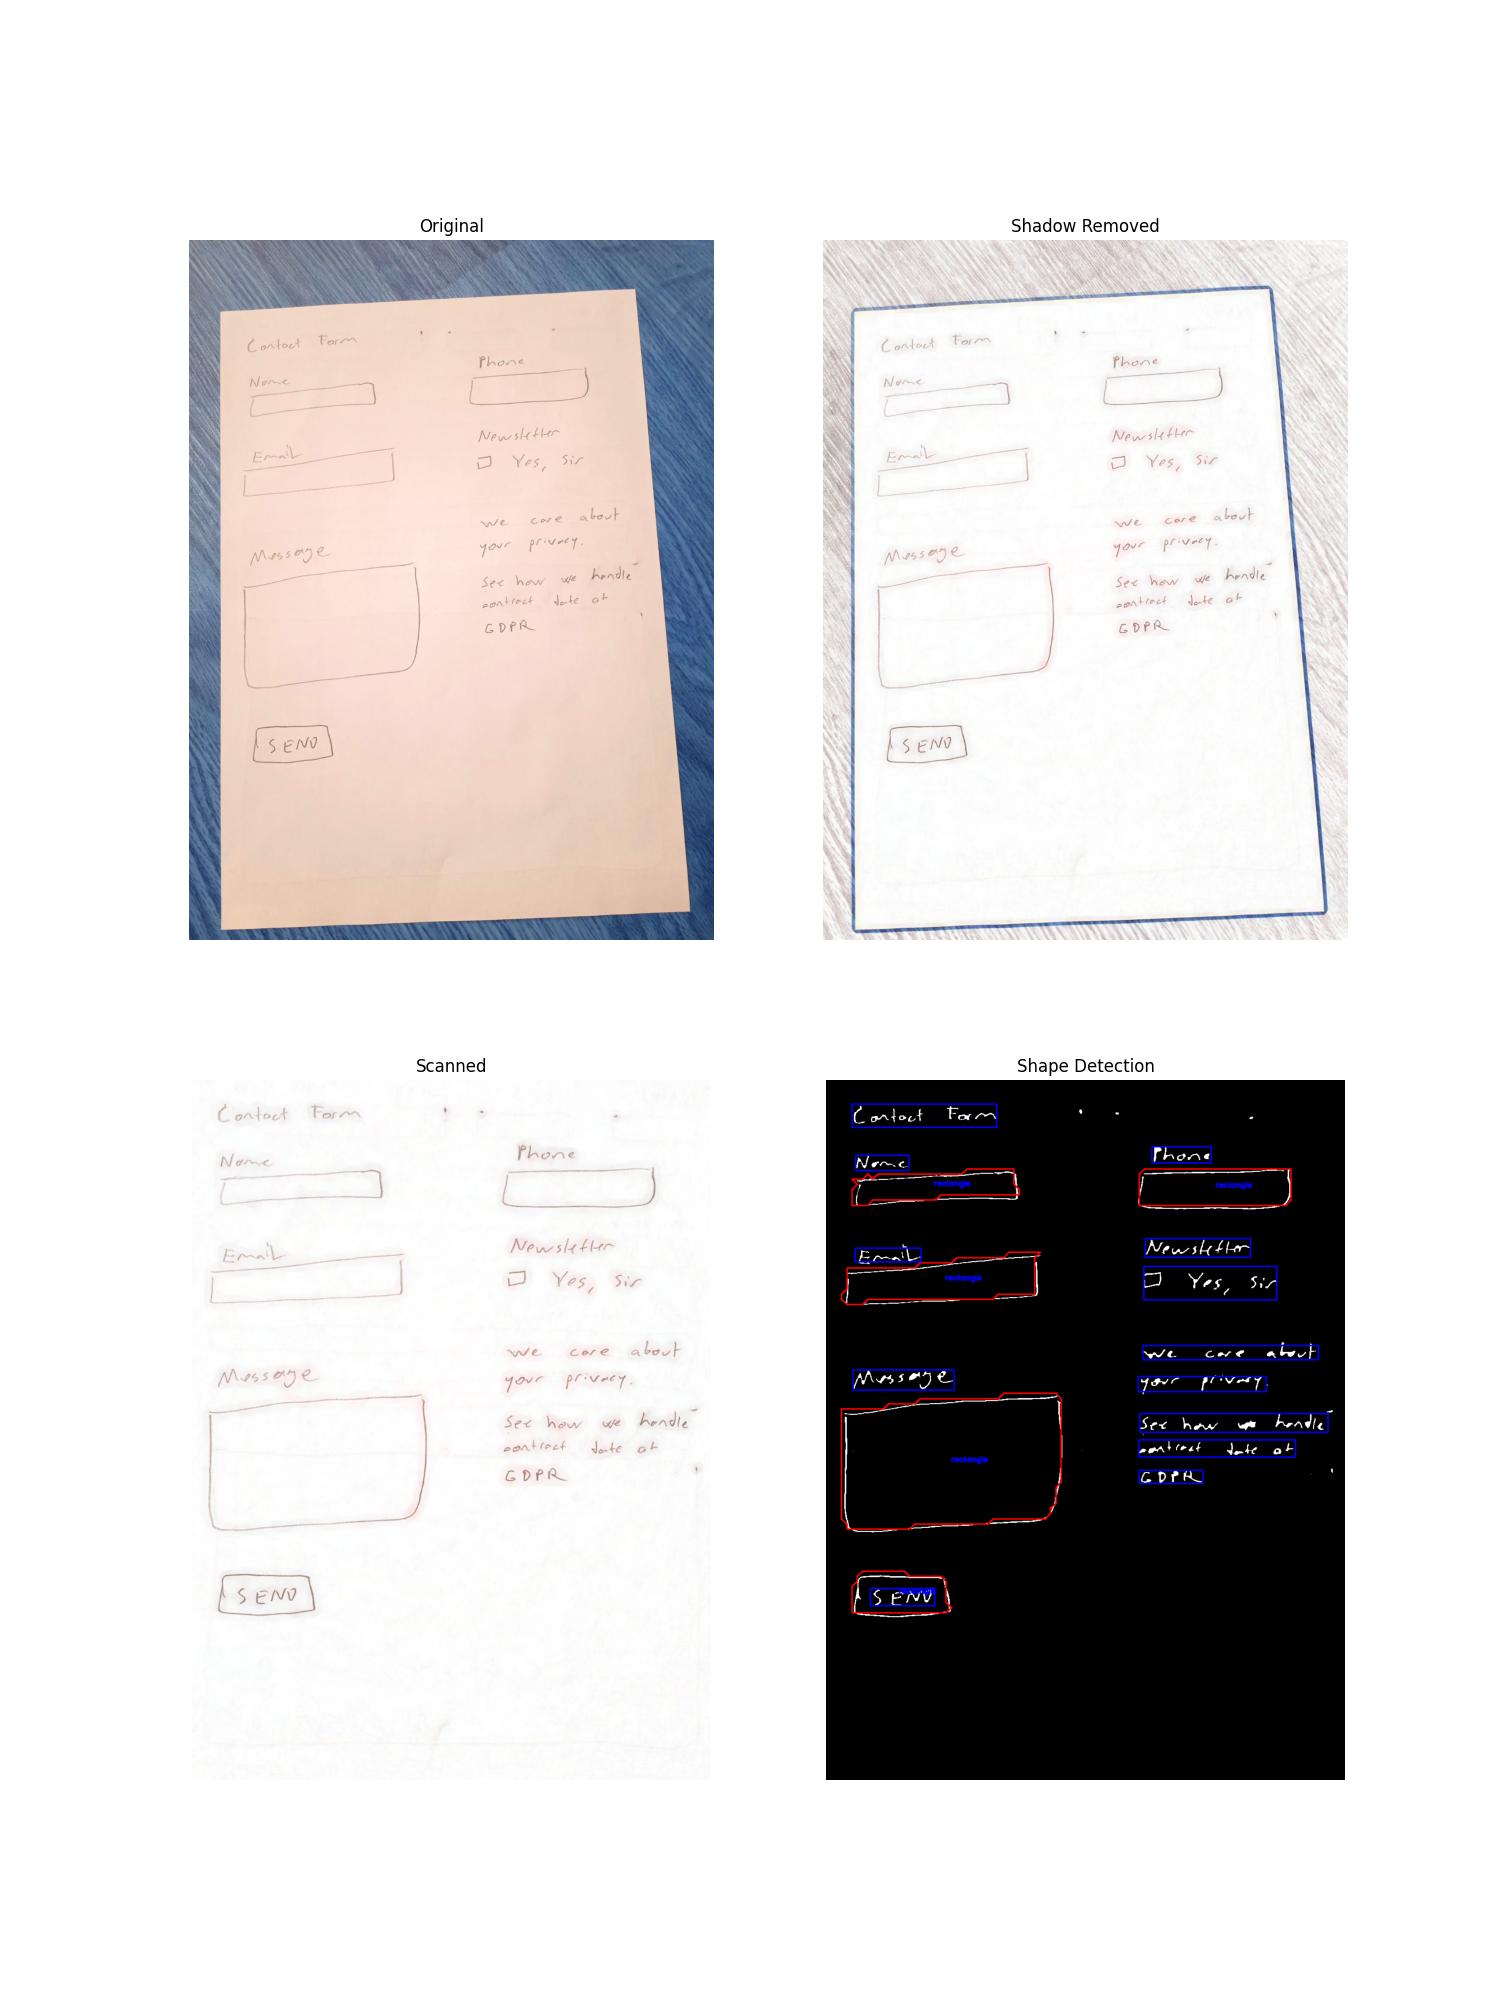 Original
Contact Form
Name
Email
Message
SEND
Phone
Newsletter
Yes, Sir
we care about
your privacy.
See how we handle
contract date at
GDPR
Shadow Removed
Contact Form
Name
Email
Message
SEND
Phone
Newsletter
Yes, Sir
we care about
your privacy.
See how we handle
contract date at
GDPR
Scanned
Contact Form
Name
Email
Message
SEND
Phone
Newsletter
Yes, Sir
we care about
your privacy.
See how we handle
contract date at
GDPR
Shape Detection
Contact Form
Name
rectangle
Email
rectangle
Message
rectangle
SEND
Phone
rectangle
Newsletter
Yes, Sir
we care about
your privacy.
See how we handle
contract date at
GDPR